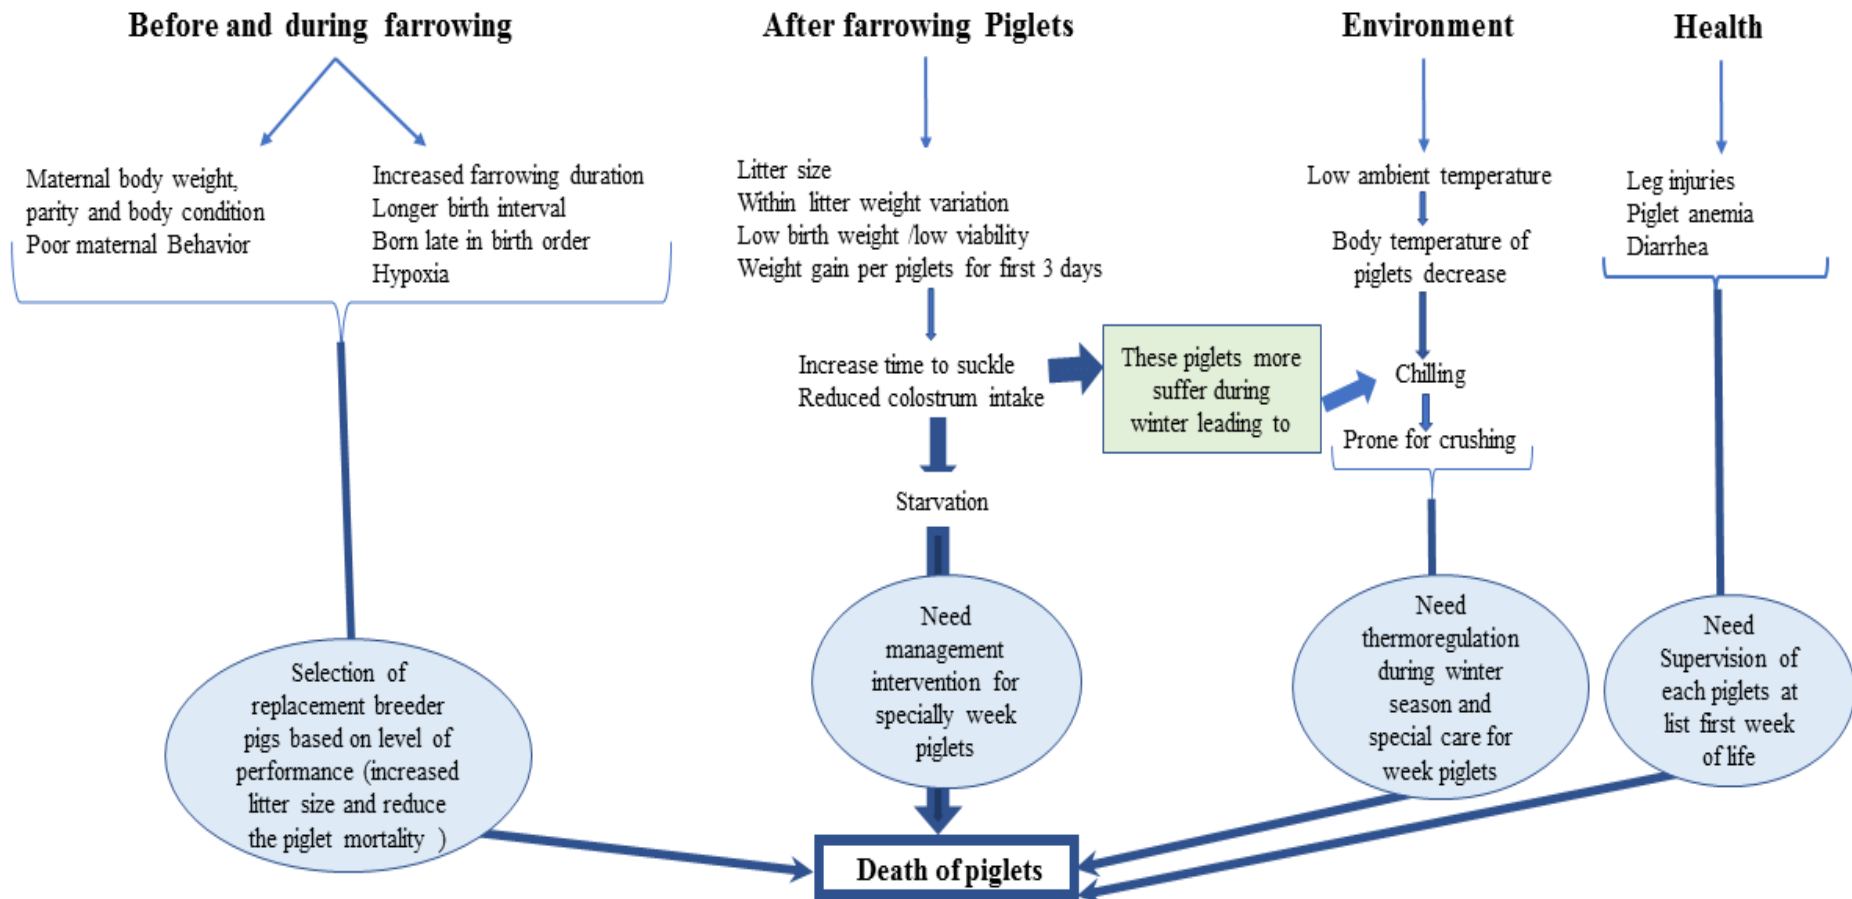 Before and during farrowing
After farrowing Piglets
Environment
Health
Maternal body weight,
parity and body condition
Poor maternal Behavior
Increased farrowing duration
Longer birth interval
Born late in birth order
Hypoxia
Litter size
Within litter weight variation
Low birth weight /low viability
Weight gain per piglets for first 3 days
Low ambient temperature
Body temperature of
piglets decrease
Leg injuries
Piglet anemia
Diarrhea
Increase time to suckle
Reduced colostrum intake
These piglets more
suffer during
winter leading to
Chilling
Prone for crushing
Starvation
Selection of
replacement breeder
pigs based on level of
performance (increased
litter size and reduce
the piglet mortality )
Need
management
intervention for
specially week
piglets
Need
thermoregulation
during winter
season and
special care for
week piglets
Need
Supervision of
each piglets at
list first week
of life
Death of piglets